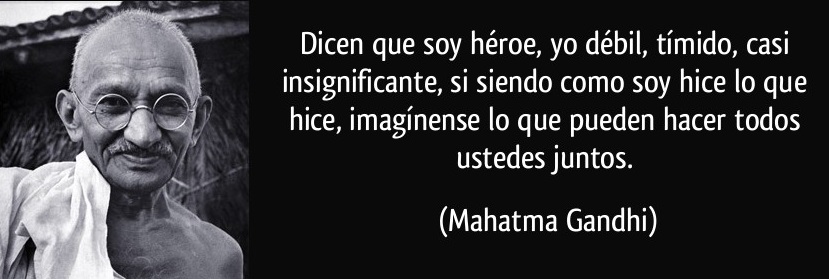 Dicen que soy héroe, yo débil, tímido, casi
insignificante, si siendo como soy hice lo que
hice, imagínense lo que pueden hacer todos
ustedes juntos.
(Mahatma Gandhi)